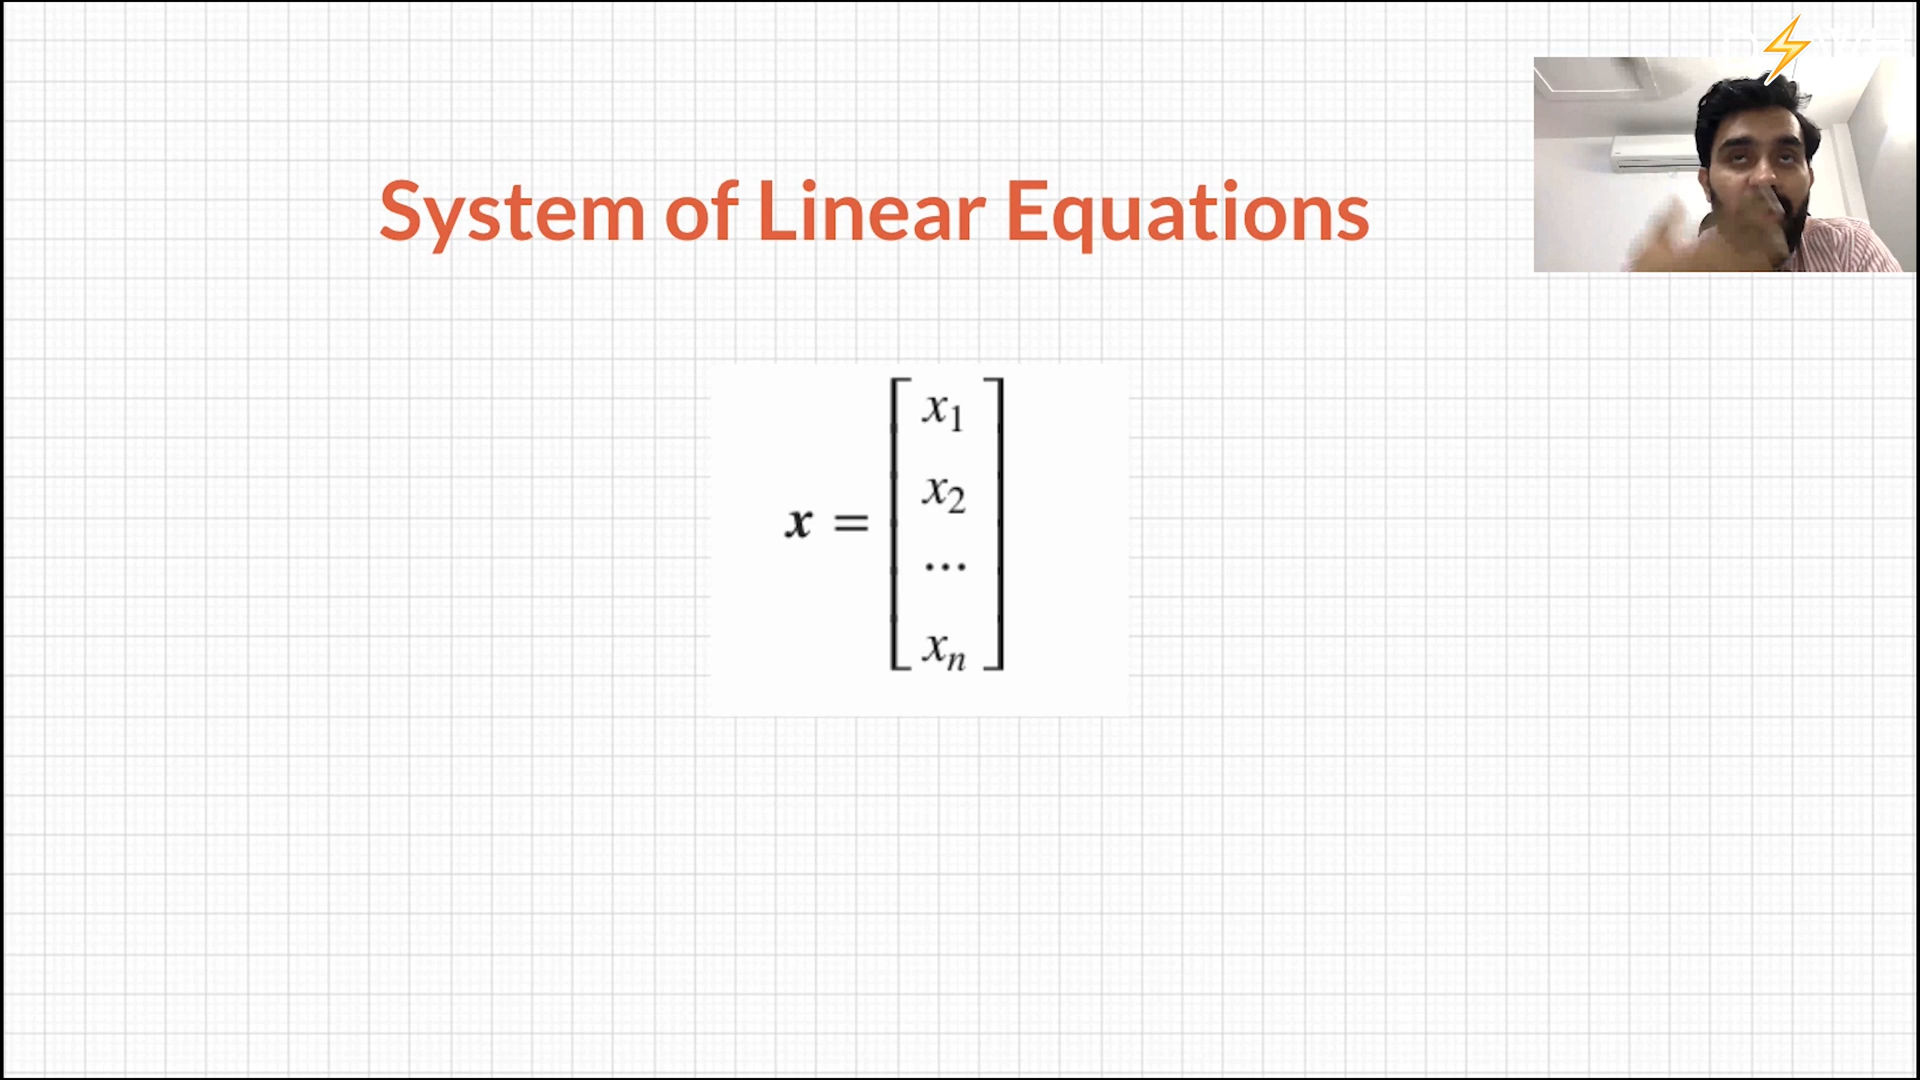 System of Linear Equations
x =
x1
x2
...
xn